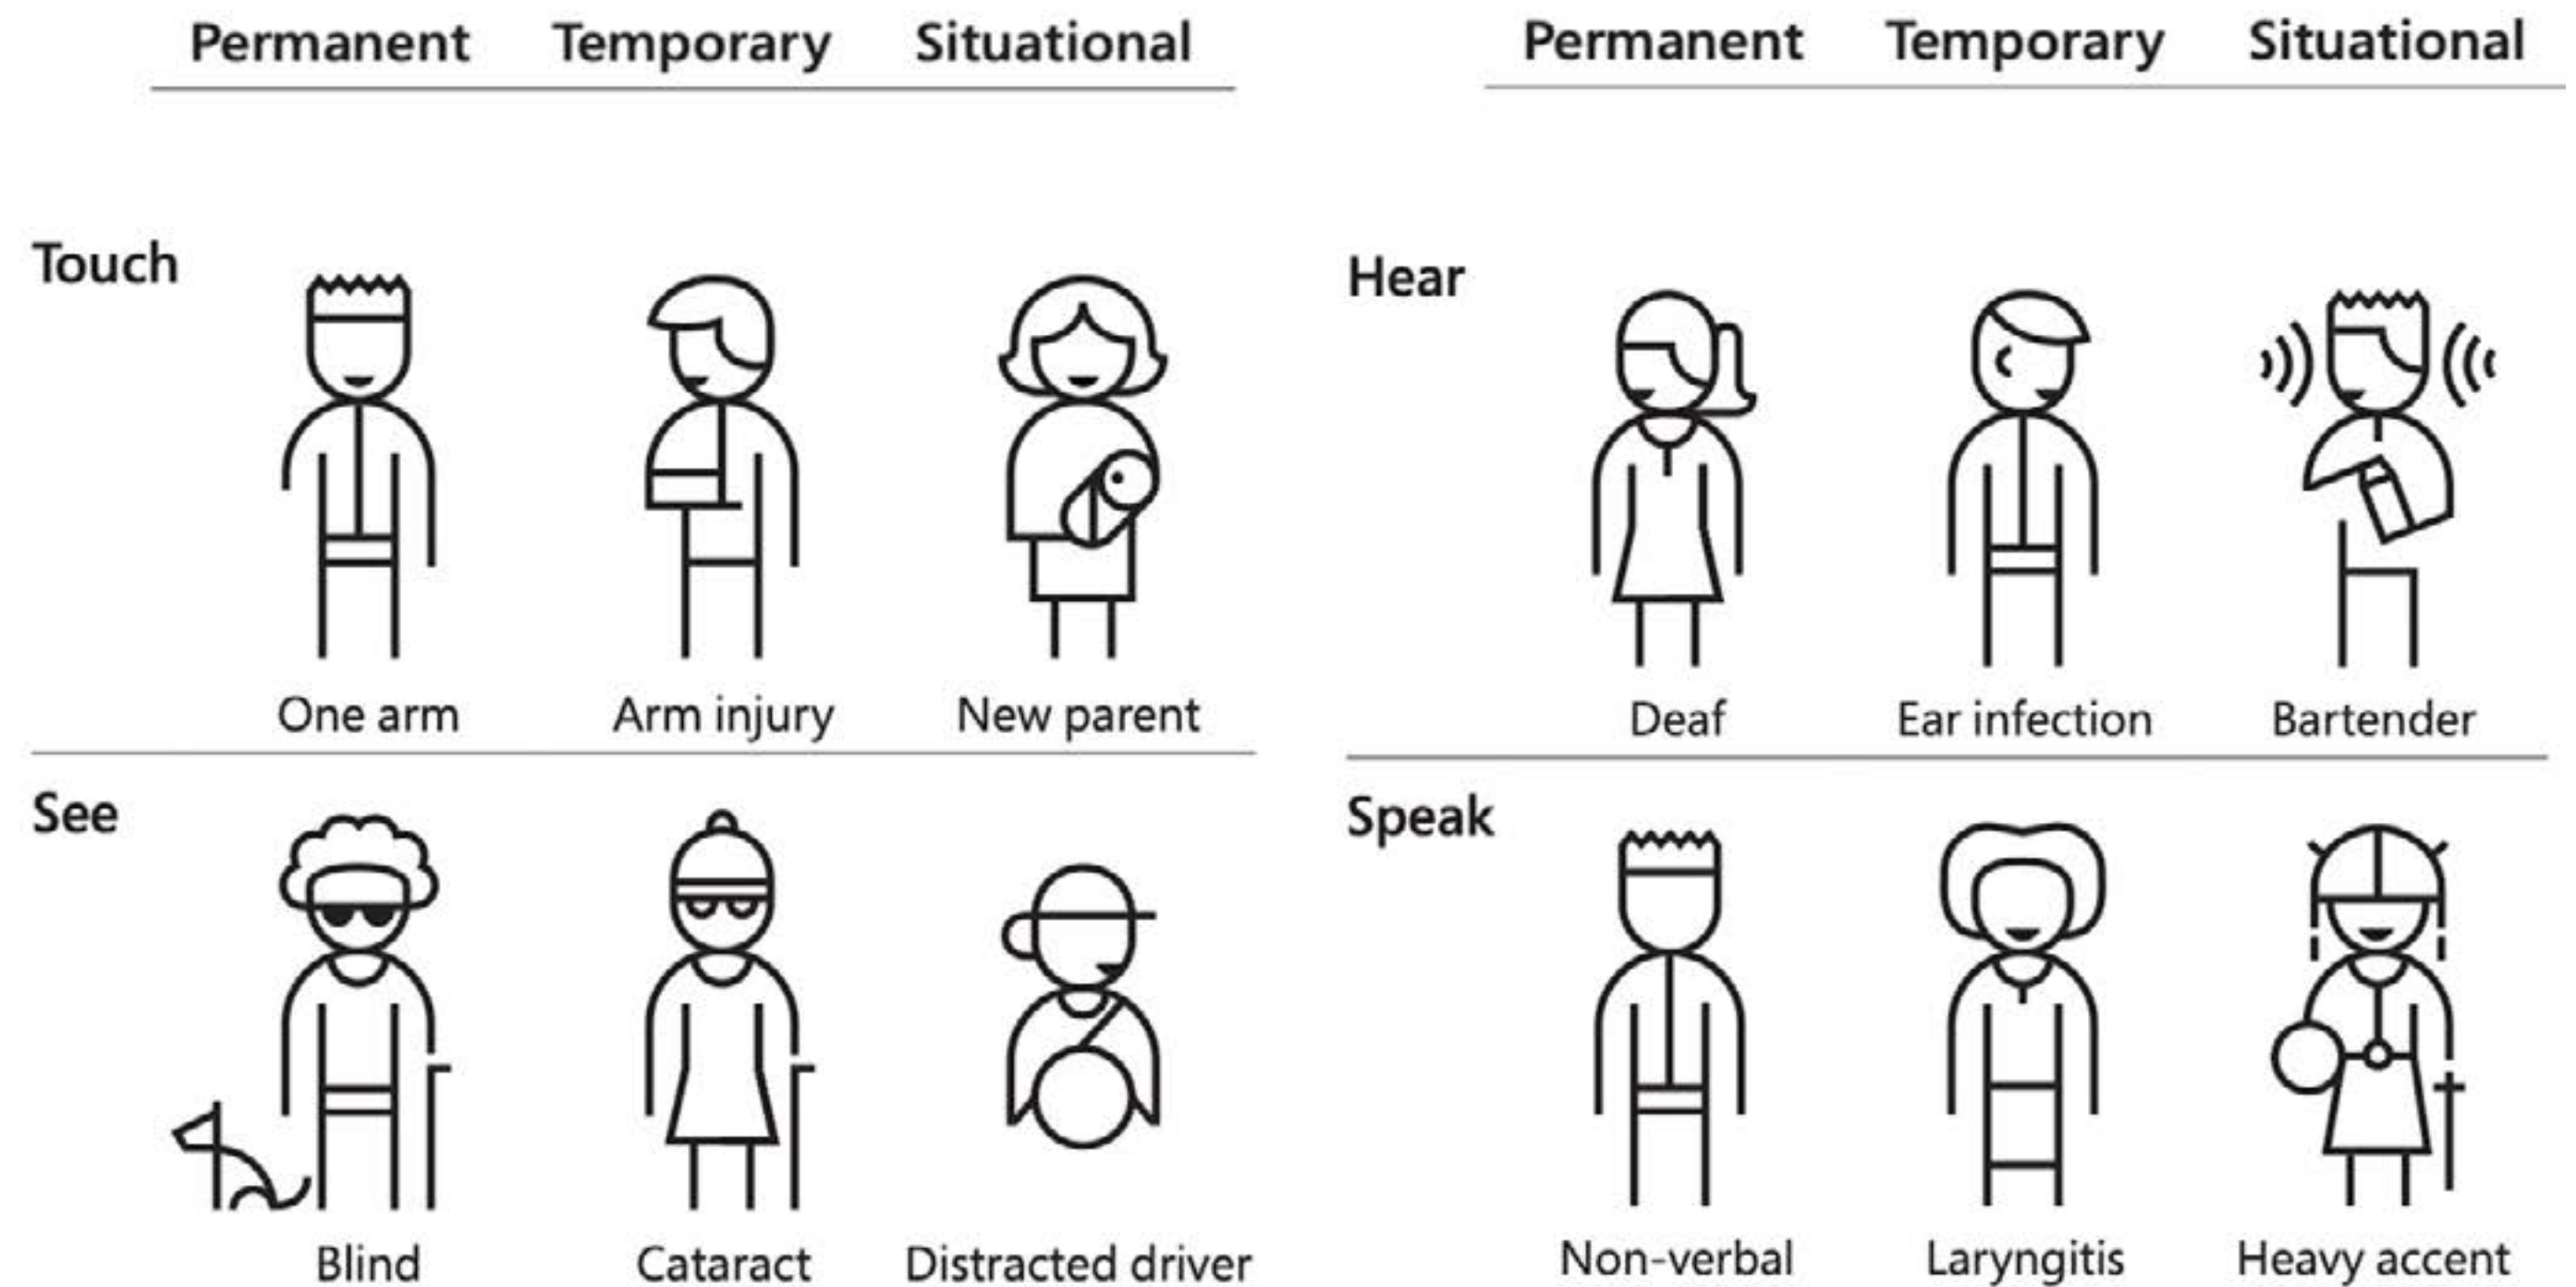 Permanent Temporary Situational
Touch
One arm Arm injury New parent
See
Blind Cataract Distracted driver
Permanent Temporary Situational
Hear
Deaf Ear infection Bartender
Speak
Non-verbal Laryngitis Heavy accent